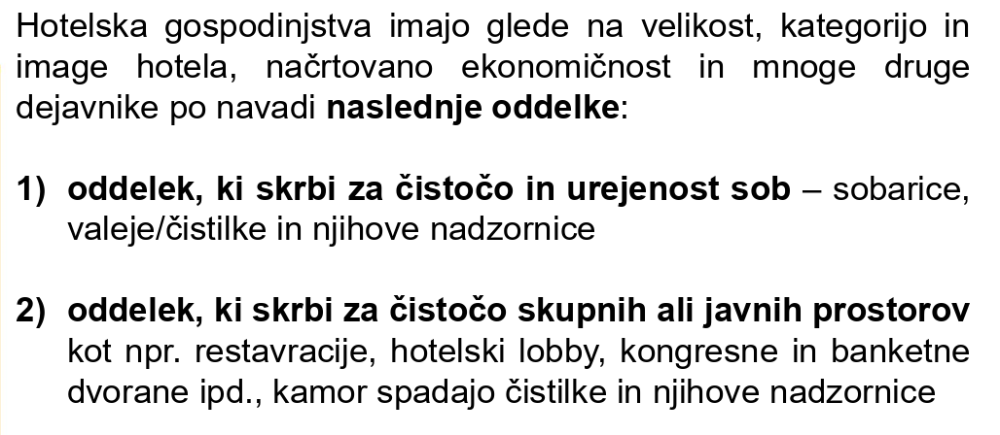 Hotelska gospodinjstva imajo glede na velikost, kategorijo in
image hotela, načrtovano ekonomičnost in mnoge druge
dejavnike po navadi naslednje oddelke:
1) oddelek, ki skrbi za čistočo in urejenost sob – sobarice,
valeje/čistilke in njihove nadzornice
2) oddelek, ki skrbi za čistočo skupnih ali javnih prostorov
kot npr. restavracije, hotelski lobby, kongresne in banketne
dvorane ipd., kamor spadajo čistilke in njihove nadzornice